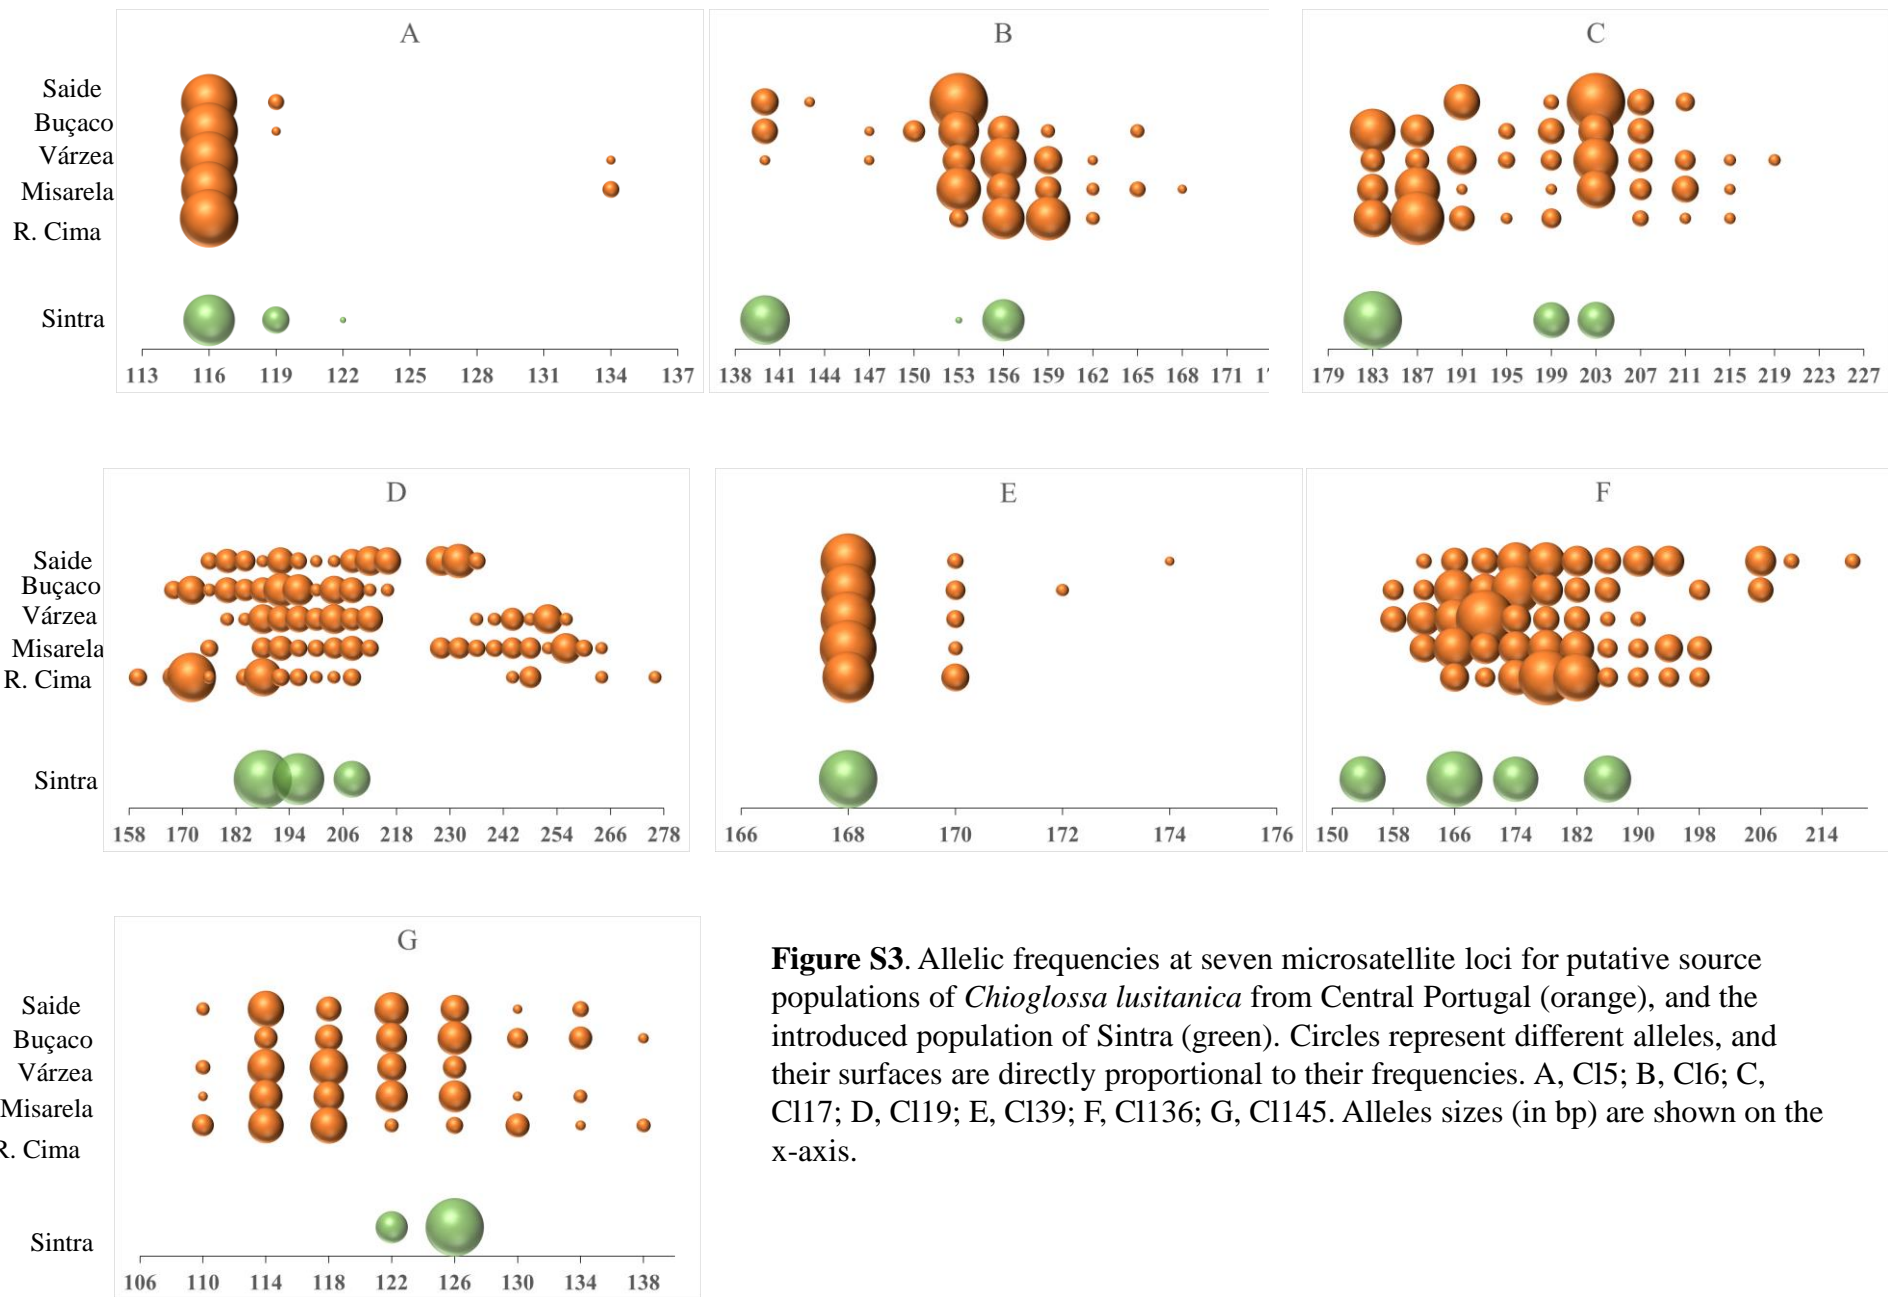 A
B
C
Saide
Buçaco
Várzea
Misarela
R. Cima
Sintra
113 116 119 122 125 128 131 134 137
138 141 144 147 150 153 156 159 162 165 168 171
179 183 187 191 195 199 203 207 211 215 219 223 227
D
E
F
Saide
Buçaco
Várzea
Misarela
R. Cima
Sintra
158 170 182 194 206 218 230 242 254 266 278
166 168 170 172 174 176
150 158 166 174 182 190 198 206 214
G
Saide
Buçaco
Várzea
Misarela
R. Cima
Sintra
106 110 114 118 122 126 130 134 138
Figure S3. Allelic frequencies at seven microsatellite loci for putative source
populations of Chioglossa lusitanica from Central Portugal (orange), and the
introduced population of Sintra (green). Circles represent different alleles, and
their surfaces are directly proportional to their frequencies. A, Cl5; B, Cl6; C,
Cl17; D, Cl19; E, Cl39; F, Cl136; G, Cl145. Alleles sizes (in bp) are shown on the
x-axis.